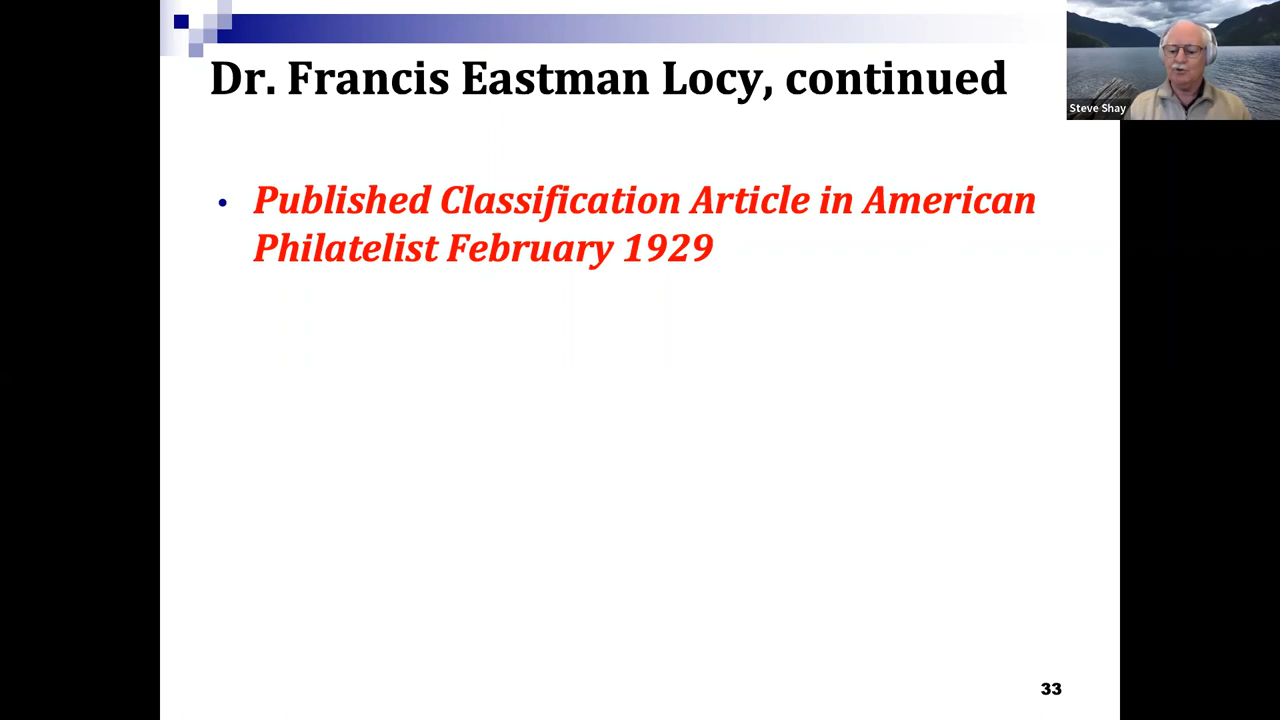 Dr. Francis Eastman Locy, continued
Steve Shay
• Published Classification Article in American
Philatelist February 1929
33